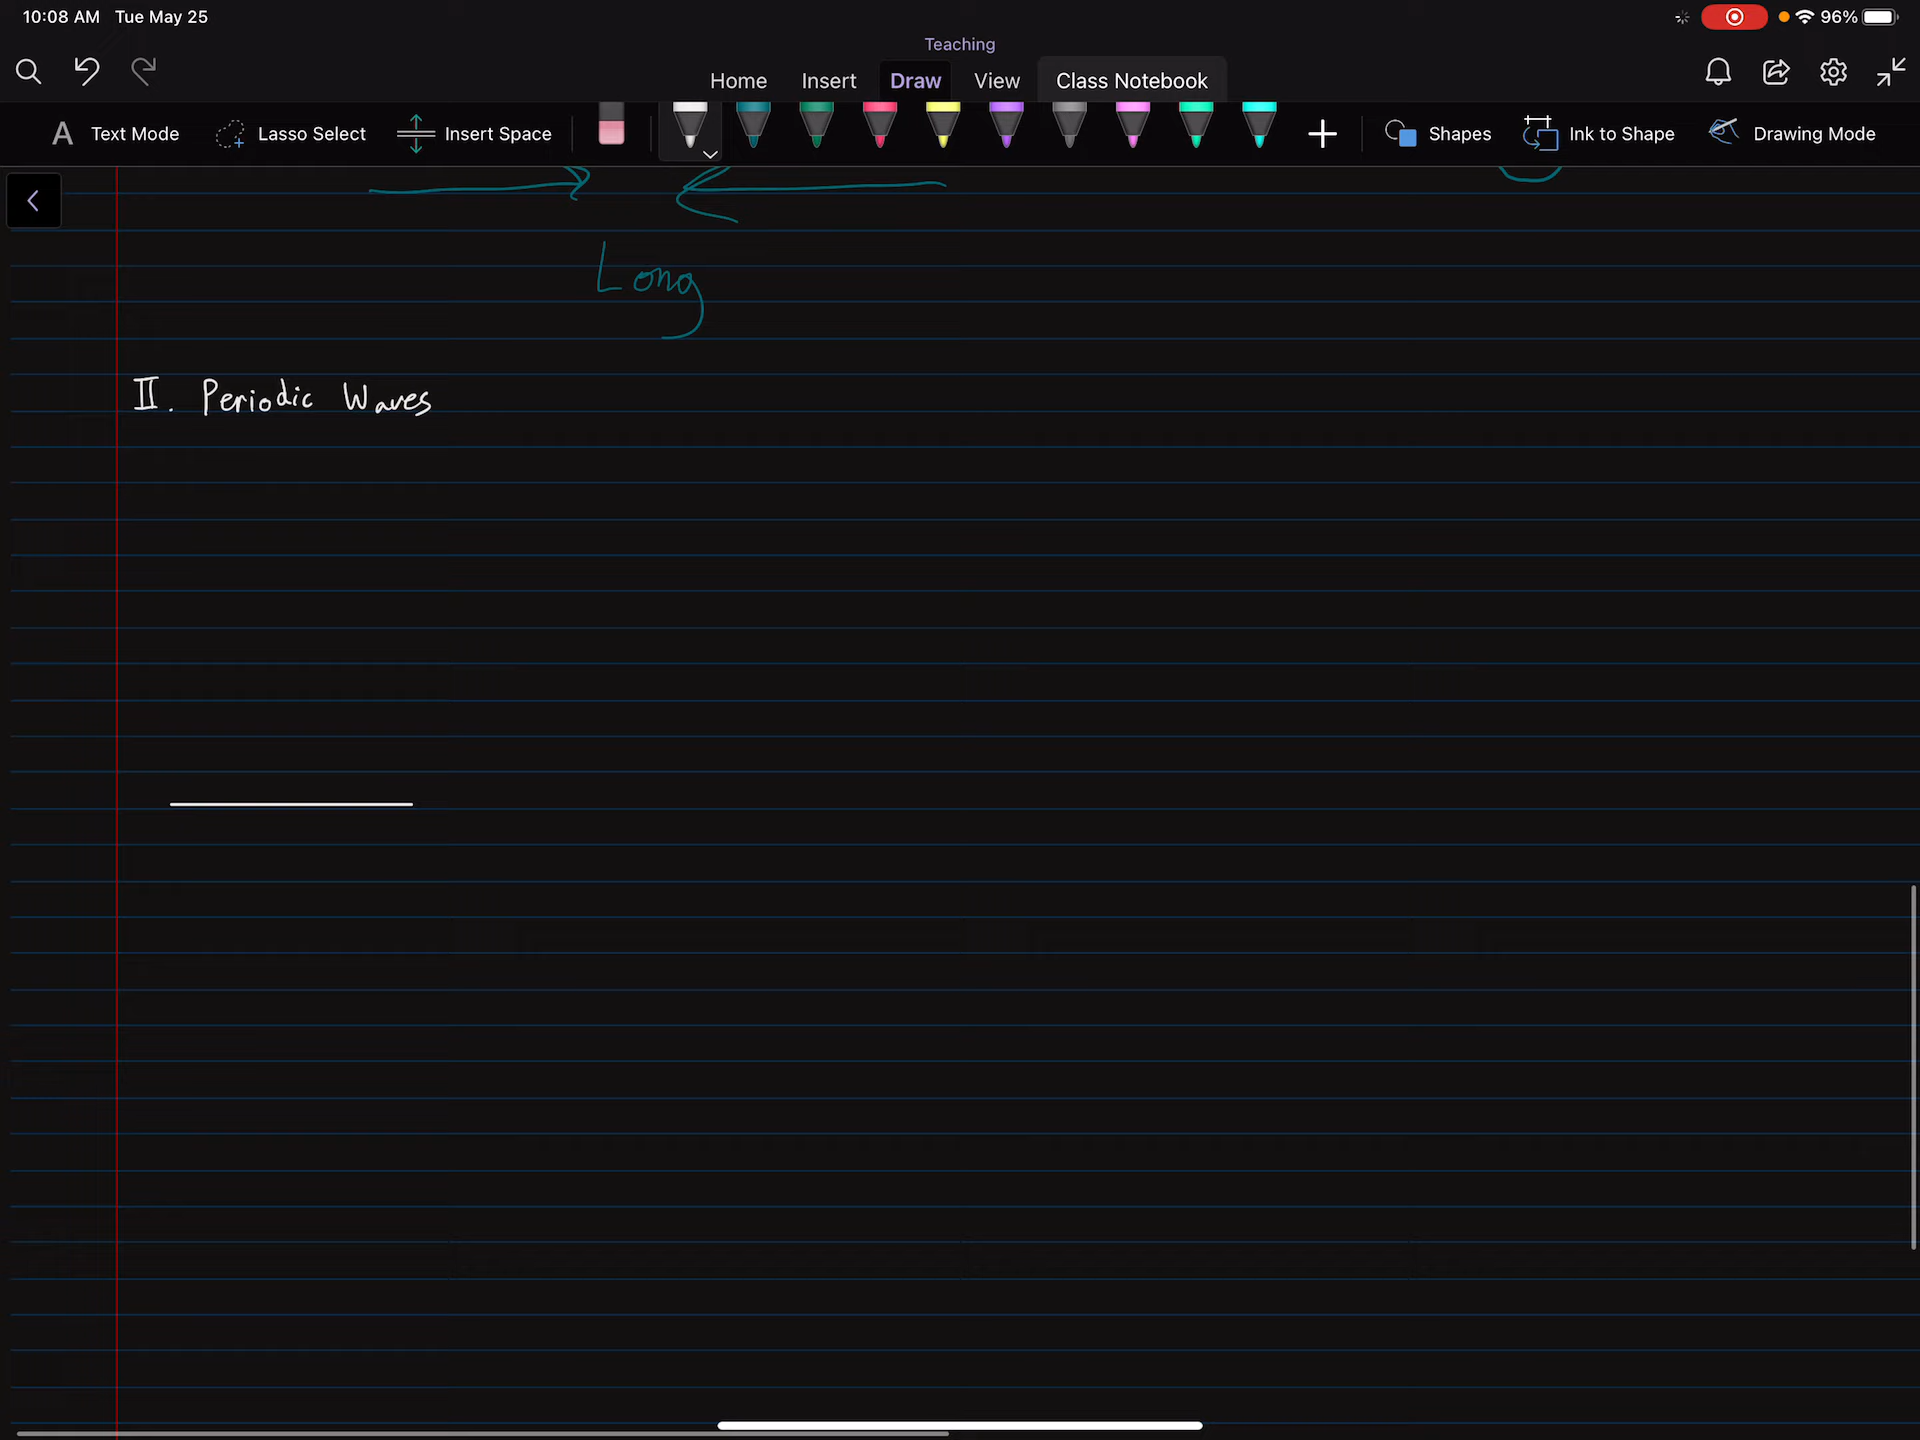 10:08 AM Tue May 25
96%
Teaching
Home Insert Draw View Class Notebook
Text Mode Lasso Select Insert Space Shapes Ink to Shape Drawing Mode
Long
II. Periodic Waves